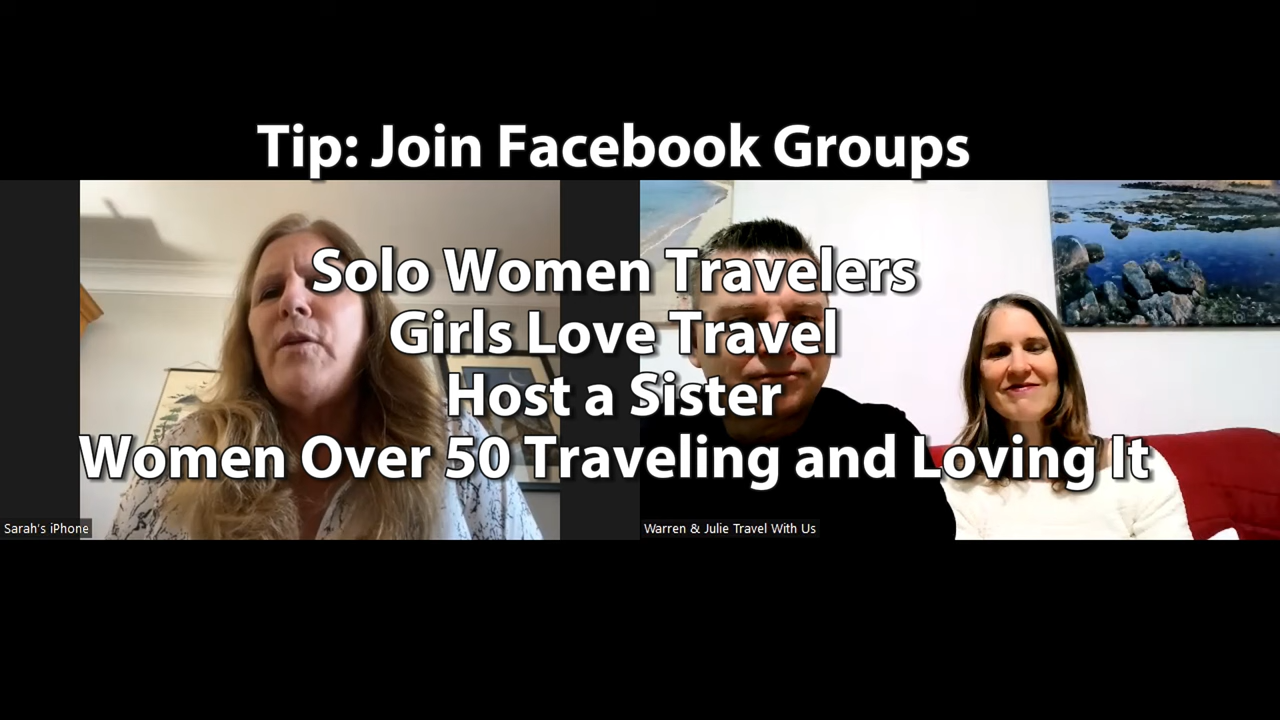 Tip: Join Facebook Groups
Solo Women Travelers
Girls Love Travel
Host a Sister
Women Over 50 Traveling and Loving It
Sarah's iPhone
Warren & Julie Travel With Us